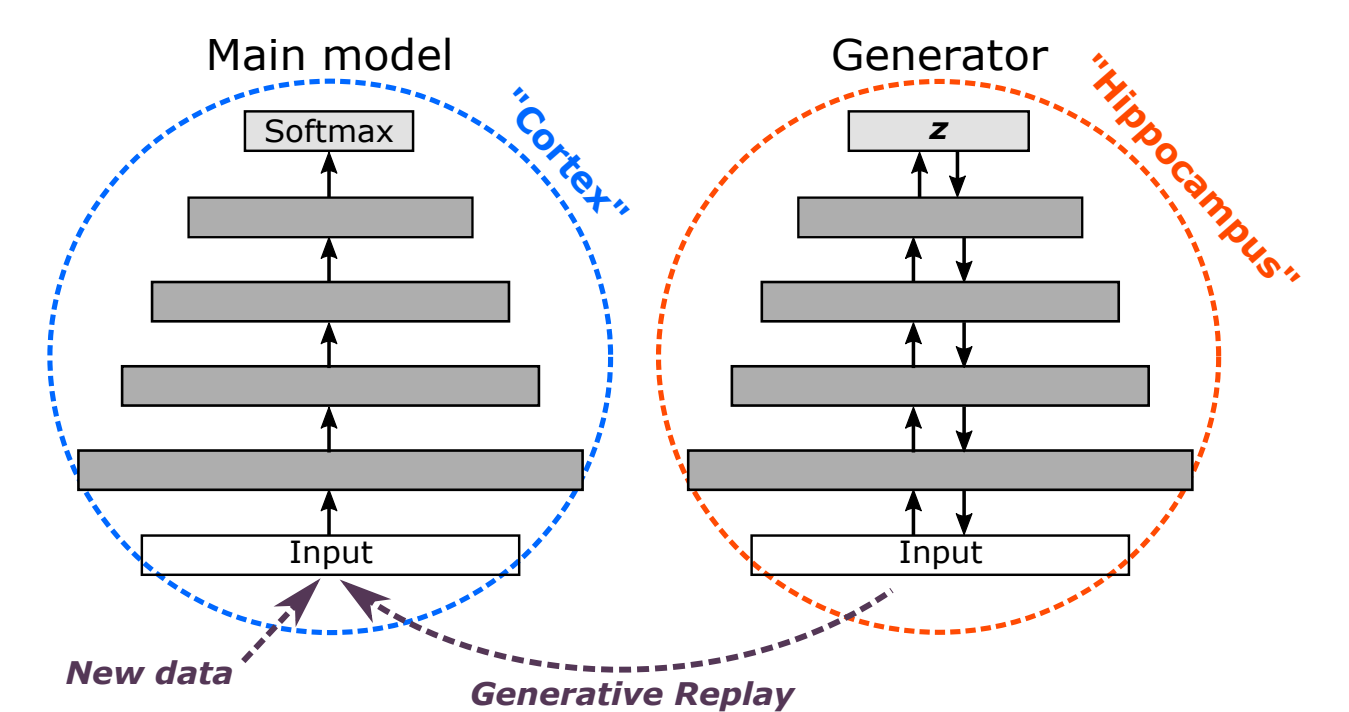 Main model
Generator
"Cortex"
"Hippocampus"
Softmax
z
Input
Input
New data
Generative Replay